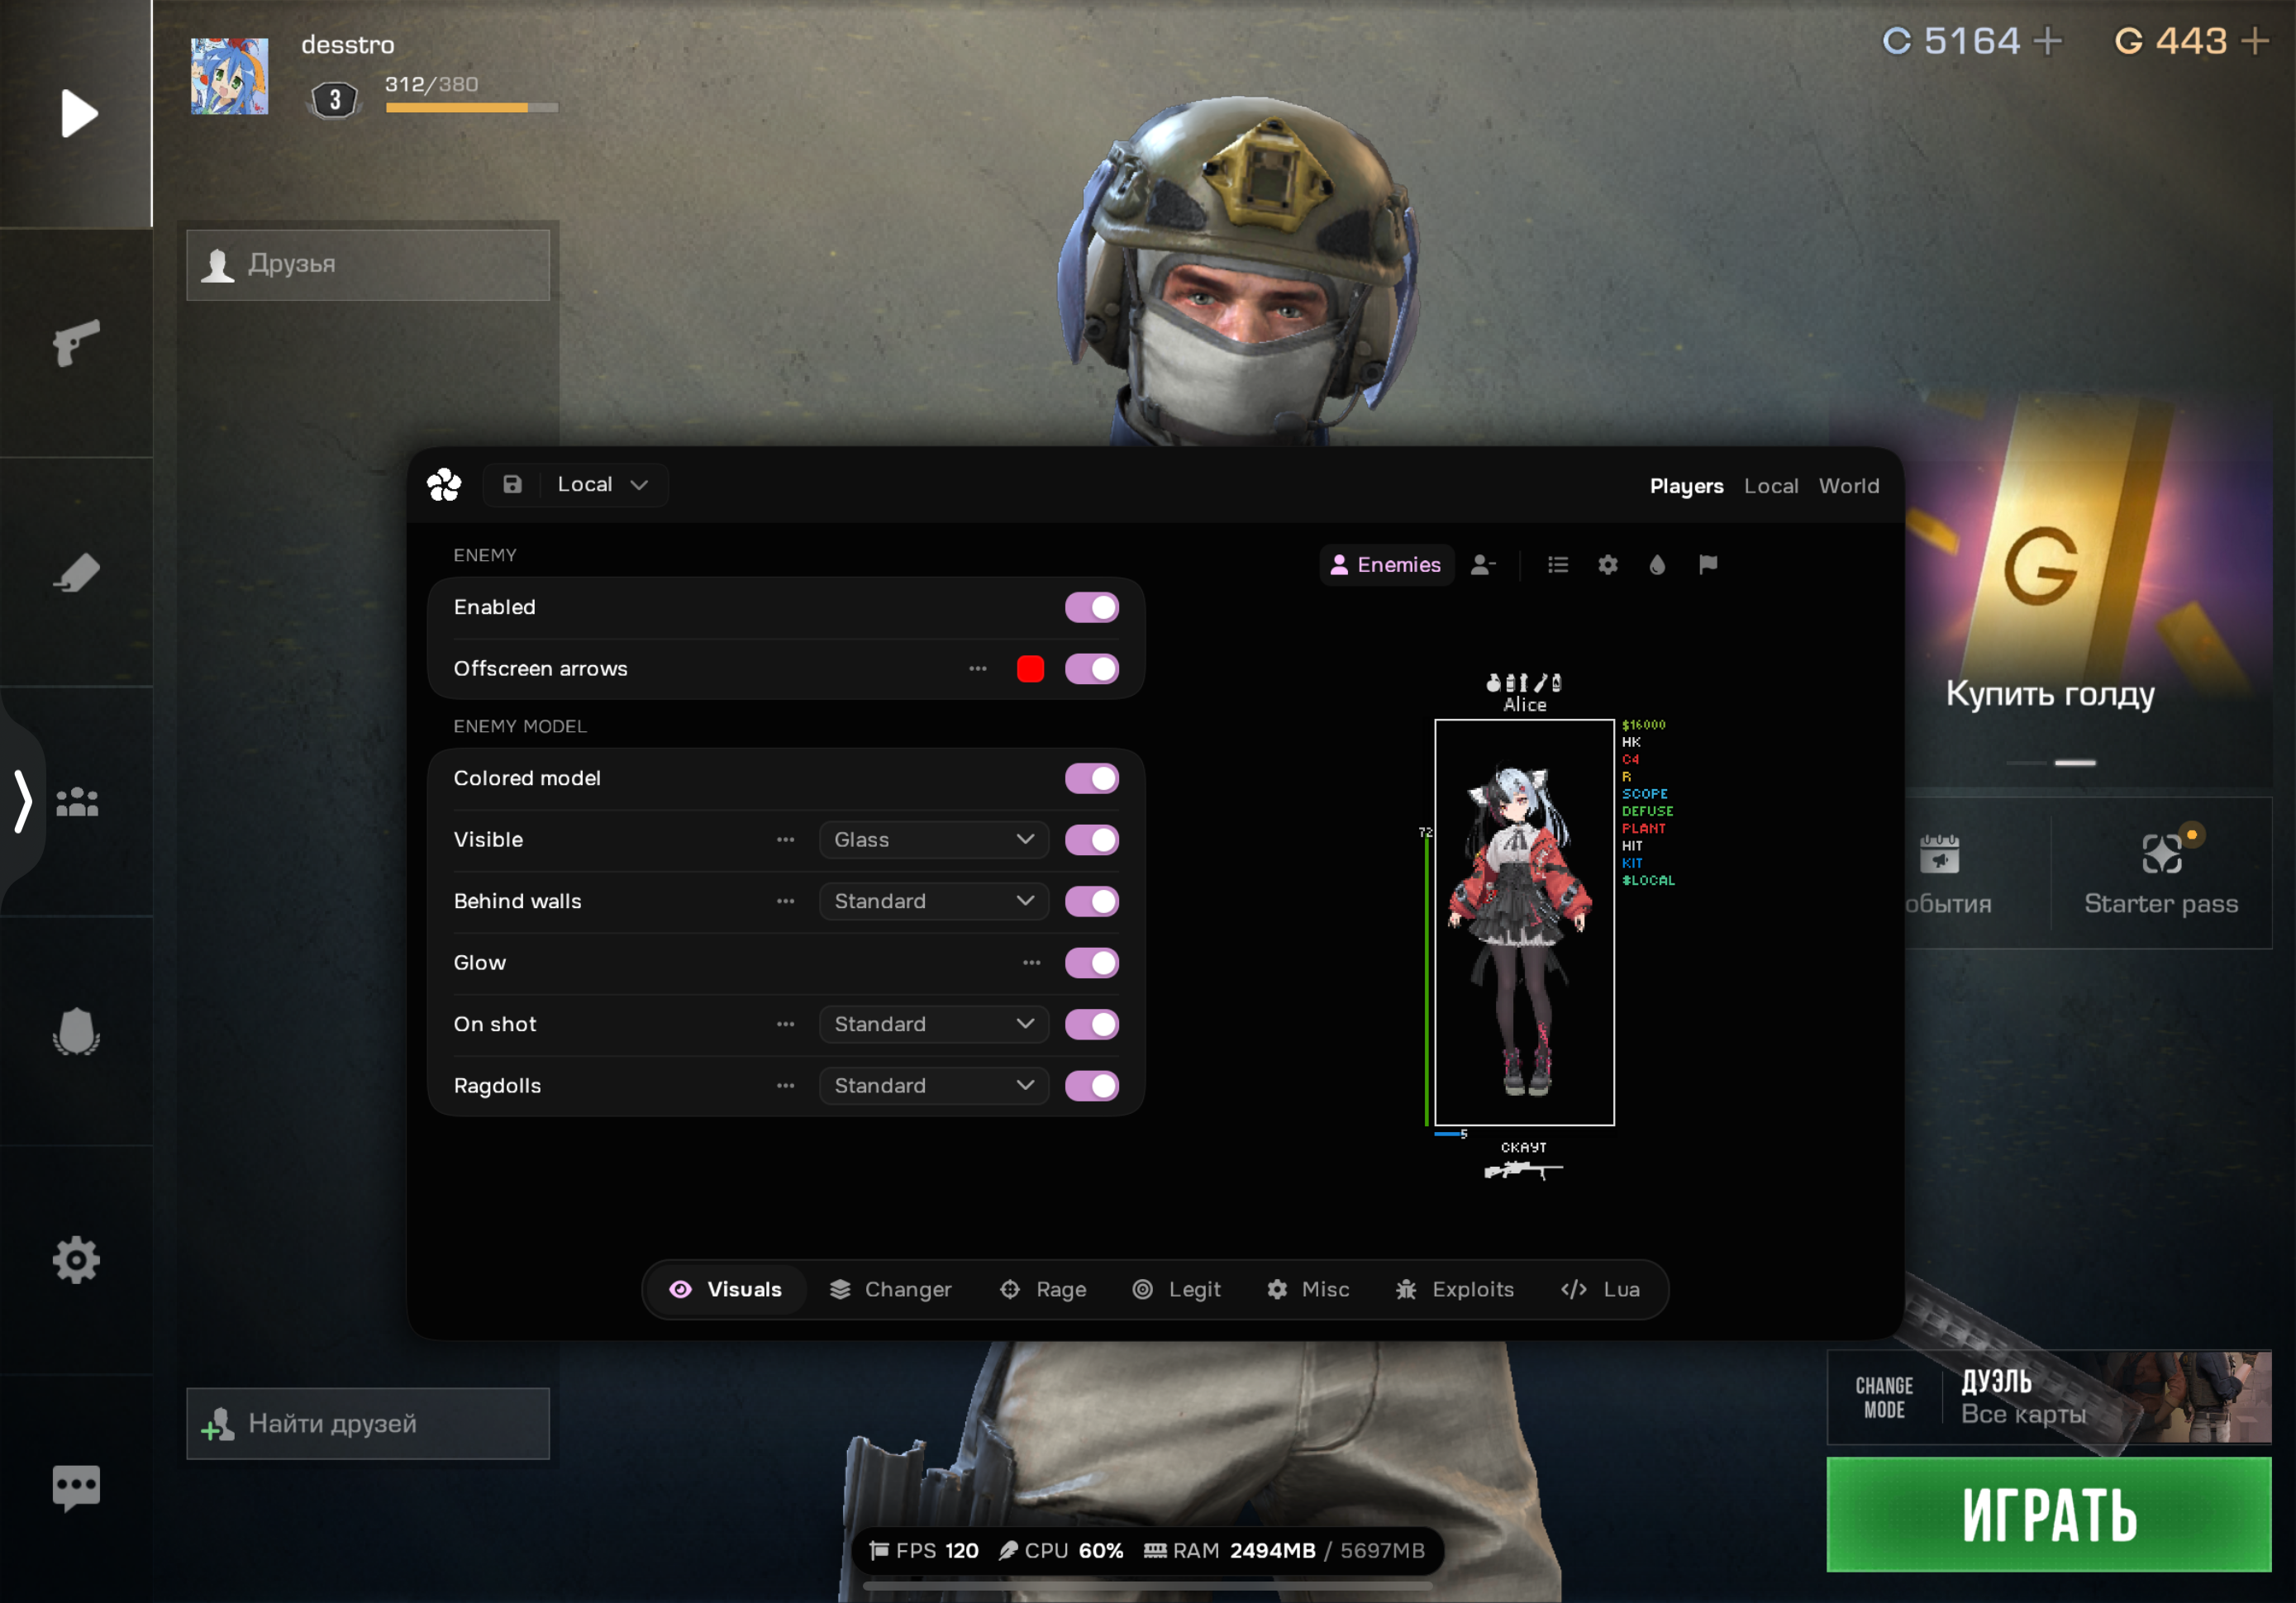 desstro
3
312/380
C 5164 +
G 443 +
Друзья
Local
Players Local World
ENEMY
Enabled
Offscreen arrows
ENEMY MODEL
Colored model
Visible
Glass
Behind walls
Standard
Glow
On shot
Standard
Ragdolls
Standard
Enemies
Alice
$16000
HK
C4
R
SCOPE
DEFUSE
PLANT
HIT
KIT
$LOCAL
72
5
СКАУТ
Visuals
Changer
Rage
Legit
Misc
Exploits
Lua
G
Купить голду
обытия
Starter pass
Найти друзей
CHANGE
MODE
ДУЭЛЬ
Все карты
ИГРАТЬ
FPS 120 CPU 60% RAM 2494MB / 5697MB